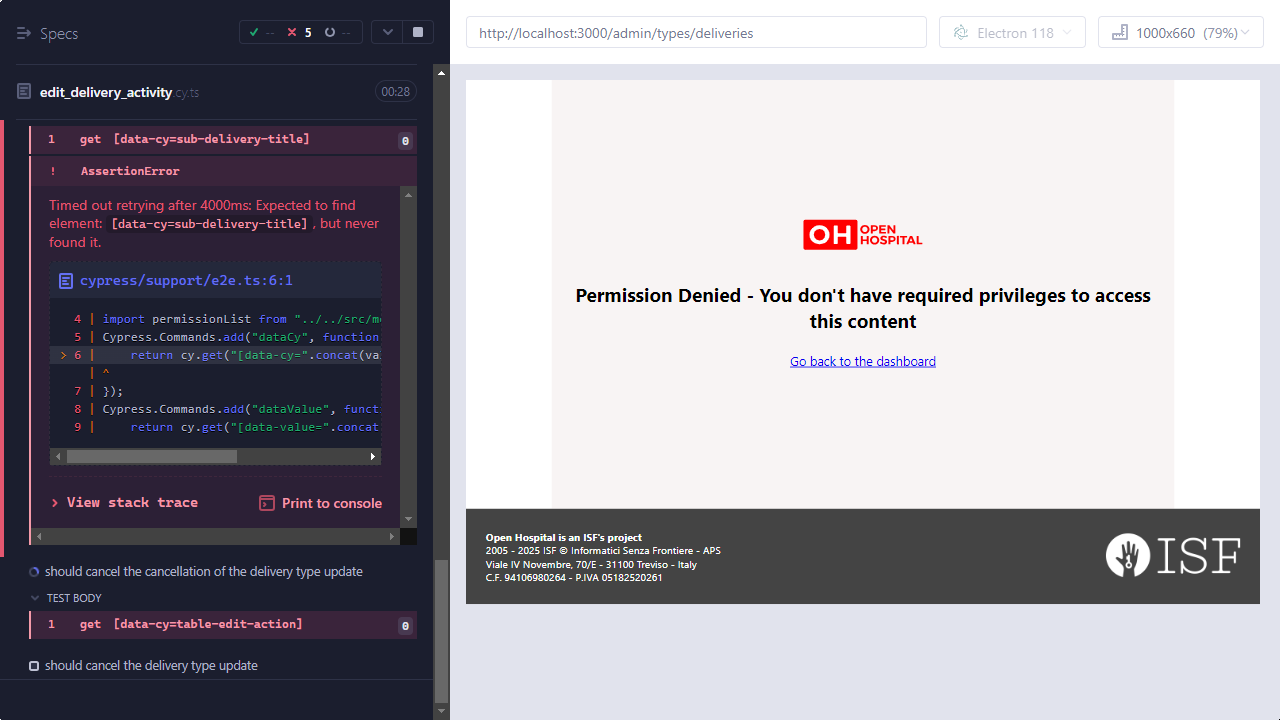 Specs
-- 5 --
edit_delivery_activity.cy.ts
00:28
1 get [data-cy=sub-delivery-title] 0
! AssertionError
Timed out retrying after 4000ms: Expected to find
element: [data-cy=sub-delivery-title], but never
found it.
cypress/support/e2e.ts:6:1
4 | import permissionList from "../../src/m
5 | Cypress.Commands.add("dataCy", function
> 6 | return cy.get("[data-cy=".concat(va
| ^
7 | });
8 | Cypress.Commands.add("dataValue", funct
9 | return cy.get("[data-value=".concat
> View stack trace
Print to console
should cancel the cancellation of the delivery type update
TEST BODY
1 get [data-cy=table-edit-action] 0
should cancel the delivery type update
http://localhost:3000/admin/types/deliveries
Electron 118
1000x660 (79%)
OH OPEN
HOSPITAL
Permission Denied - You don't have required privileges to access
this content
Go back to the dashboard
Open Hospital is an ISF's project
2005 - 2025 ISF © Informatici Senza Frontiere - APS
Viale IV Novembre, 70/E - 31100 Treviso - Italy
C.F. 94106980264 - P.IVA 05182520261
ISF